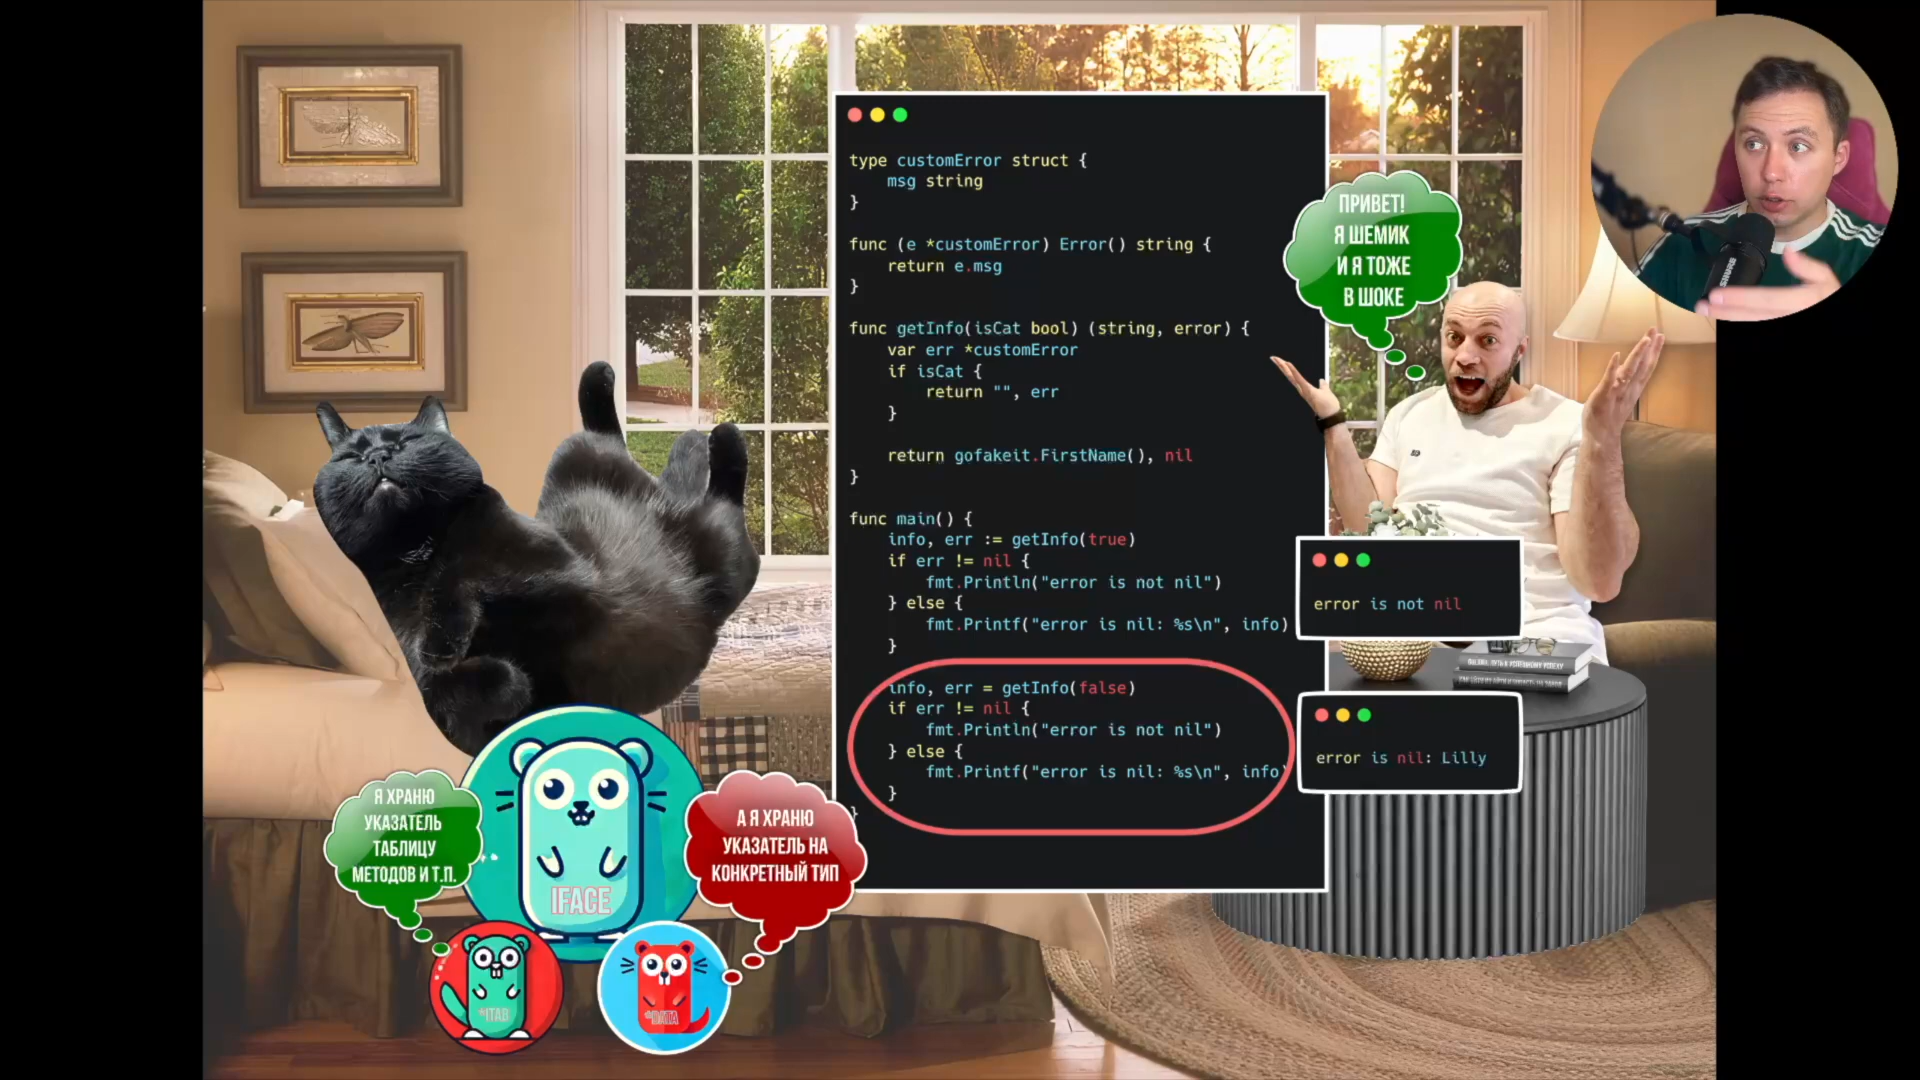 type customError struct {
msg string
}
func (e *customError) Error() string {
return e.msg
}
func getInfo(isCat bool) (string, error) {
var err *customError
if isCat {
return "", err
}
return gofakeit.FirstName(), nil
}
func main() {
info, err := getInfo(true)
if err != nil {
fmt.Println("error is not nil")
} else {
fmt.Printf("error is nil: %s\n", info)
}
info, err = getInfo(false)
if err != nil {
fmt.Println("error is not nil")
} else {
fmt.Printf("error is nil: %s\n", info)
}
}
ПРИВЕТ!
Я ШЕМИК
И Я ТОЖЕ
В ШОКЕ
error is not nil
error is nil: Lilly
Я ХРАНЮ
УКАЗАТЕЛЬ
ТАБЛИЦУ
МЕТОДОВ И Т.П.
А Я ХРАНЮ
УКАЗАТЕЛЬ НА
КОНКРЕТНЫЙ ТИП
IFACE
*ITAB
*DATA